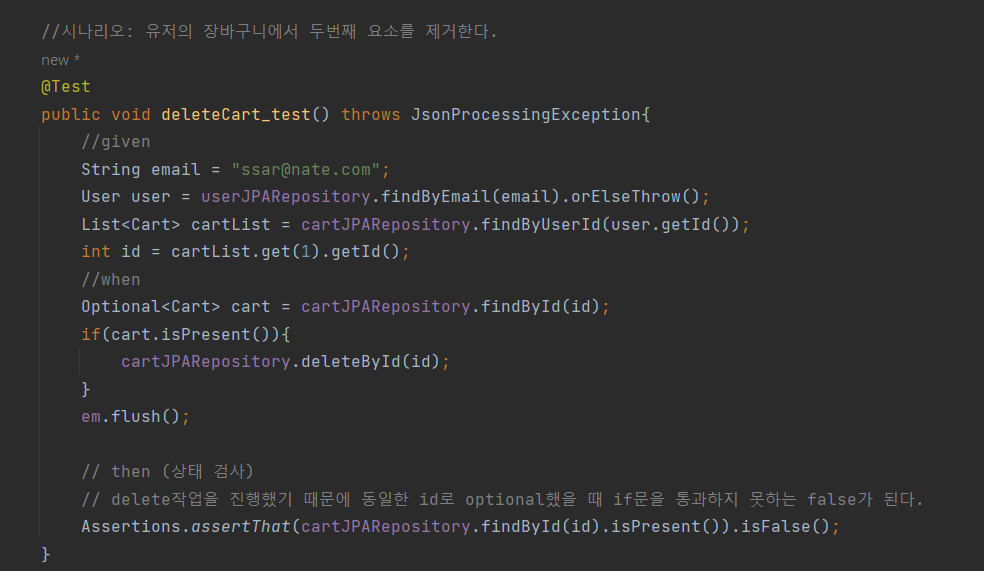 //시나리오: 유저의 장바구니에서 두번째 요소를 제거한다.
new *
@Test
public void deleteCart_test() throws JsonProcessingException{
    //given
    String email = "ssar@nate.com";
    User user = userJPARepository.findByEmail(email).orElseThrow();
    List<Cart> cartList = cartJPARepository.findByUserId(user.getId());
    int id = cartList.get(1).getId();
    //when
    Optional<Cart> cart = cartJPARepository.findById(id);
    if(cart.isPresent()){
        cartJPARepository.deleteById(id);
    }
    em.flush();
    // then (상태 검사)
    // delete작업을 진행했기 때문에 동일한 id로 optional했을 때 if문을 통과하지 못하는 false가 된다.
    Assertions.assertThat(cartJPARepository.findById(id).isPresent()).isFalse();
}